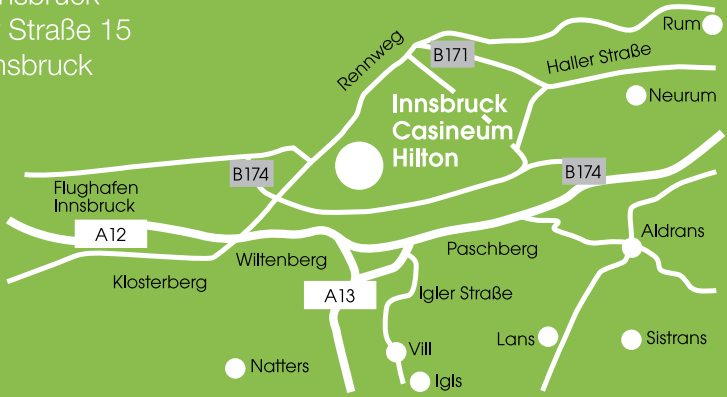 Straße 15
Rum
Rennweg
B171
Haller Straße
Neurum
Innsbruck
Casineum
Hilton
B174
B174
Flughafen
Innsbruck
A12
Aldrans
Wiltenberg
Paschberg
Klosterberg
A13
Igler Straße
Lans
Sistrans
Vill
Natters
Igls